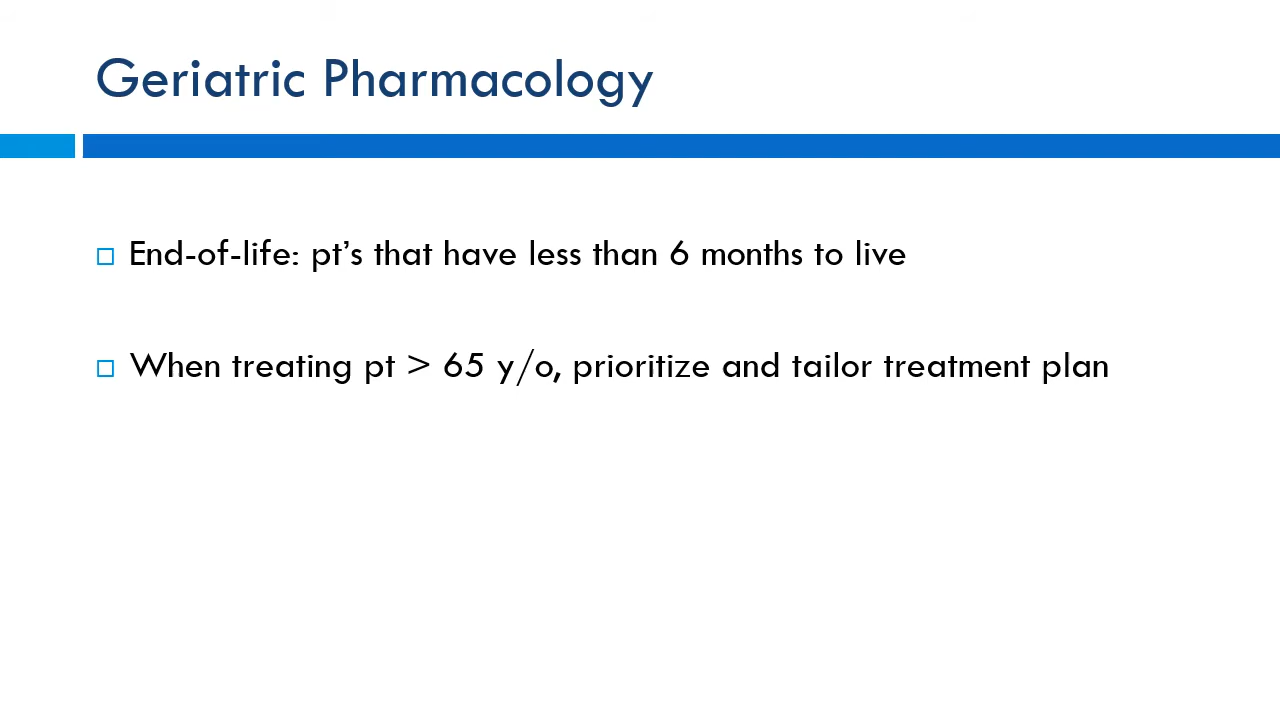 Geriatric Pharmacology
End-of-life: pt’s that have less than 6 months to live
When treating pt > 65 y/o, prioritize and tailor treatment plan